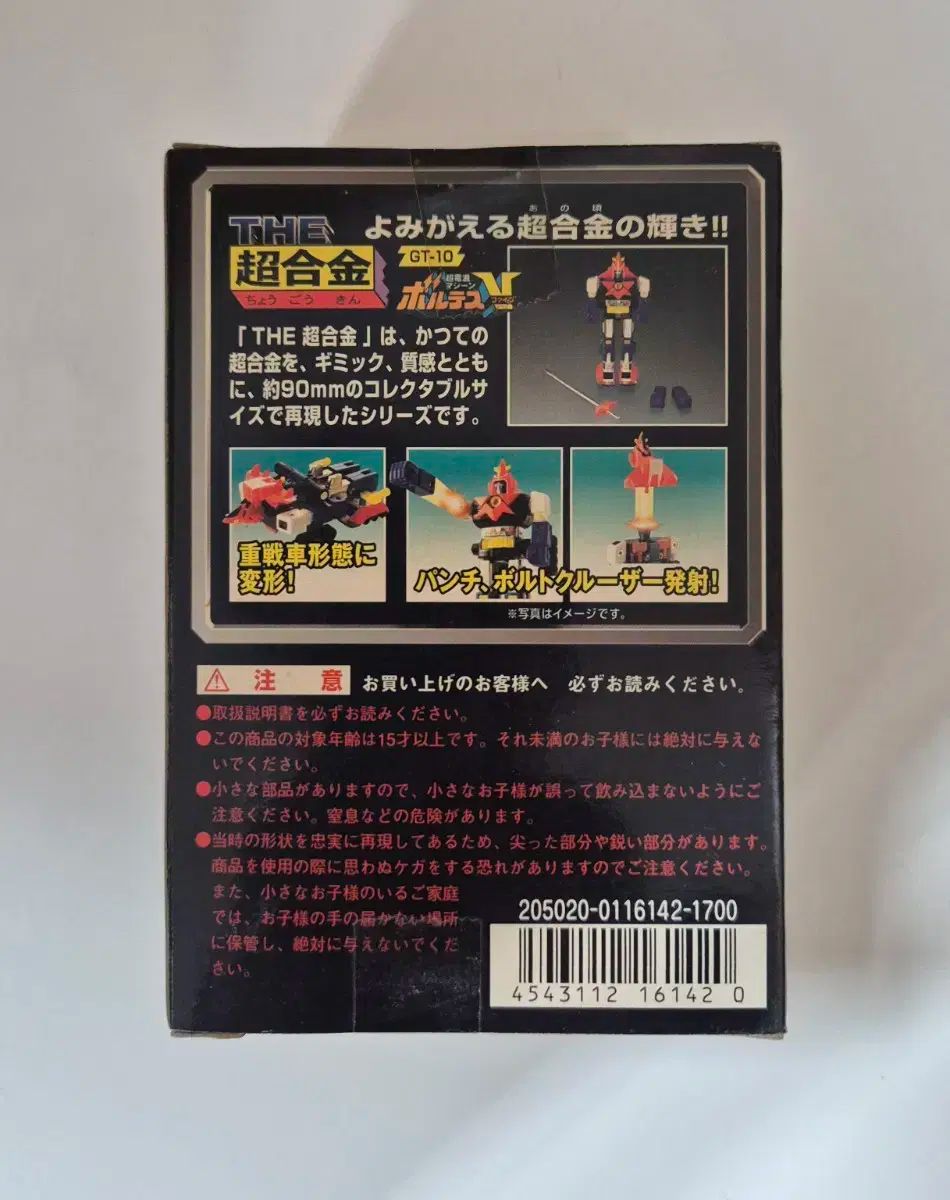 THE
超合金
ちょう ごう きん
よみがえる超合金の輝き!!
あの頃
GT-10
超電磁
マシーン
ボルテスV
ファイブ
「THE 超合金」は、かつての
超合金を、ギミック、質感ととも
に、約90mmのコレクタブルサ
イズで再現したシリーズです。
重戦車形態に
変形!
パンチ、ボルトクルーザー発射!
※写真はイメージです。
注 意 お買い上げのお客様へ 必ずお読みください。
●取扱説明書を必ずお読みください。
●この商品の対象年齢は15才以上です。それ未満のお子様には絶対に与えな
いでください。
●小さな部品がありますので、小さなお子様が誤って飲み込まないようにご
注意ください。窒息などの危険があります。
●当時の形状を忠実に再現してあるため、尖った部分や鋭い部分があります。
商品を使用の際に思わぬケガをする恐れがありますのでご注意ください。
また、小さなお子様のいるご家庭
では、お子様の手の届かない場所
に保管し、絶対に与えないでくだ
さい。
205020-0116142-1700
4543112 16142 0